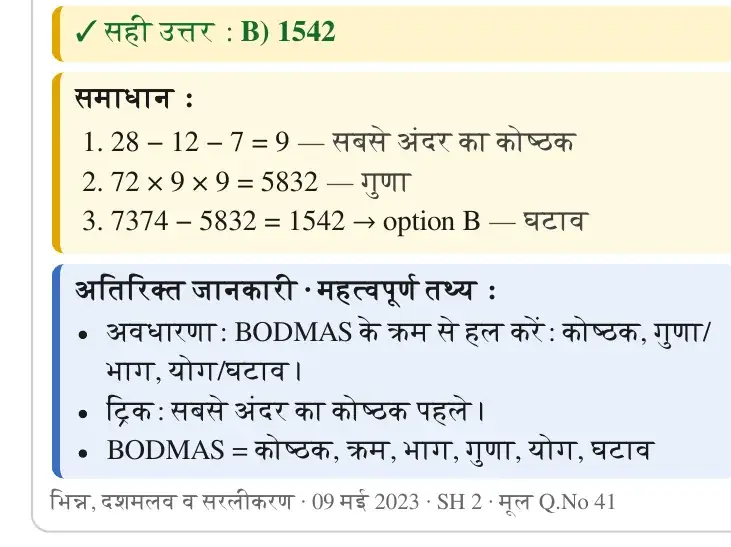 ✓ सही उत्तर : B) 1542
समाधान :
1. 28 − 12 − 7 = 9 — सबसे अंदर का कोष्ठक
2. 72 × 9 × 9 = 5832 — गुणा
3. 7374 − 5832 = 1542 → option B — घटाव
अतिरिक्त जानकारी · महत्वपूर्ण तथ्य :
• अवधारणा : BODMAS के क्रम से हल करें : कोष्ठक, गुणा/
भाग, योग/घटाव।
• ट्रिक : सबसे अंदर का कोष्ठक पहले।
• BODMAS = कोष्ठक, क्रम, भाग, गुणा, योग, घटाव
भिन्न, दशमलव व सरलीकरण · 09 मई 2023 · SH 2 · मूल Q.No 41